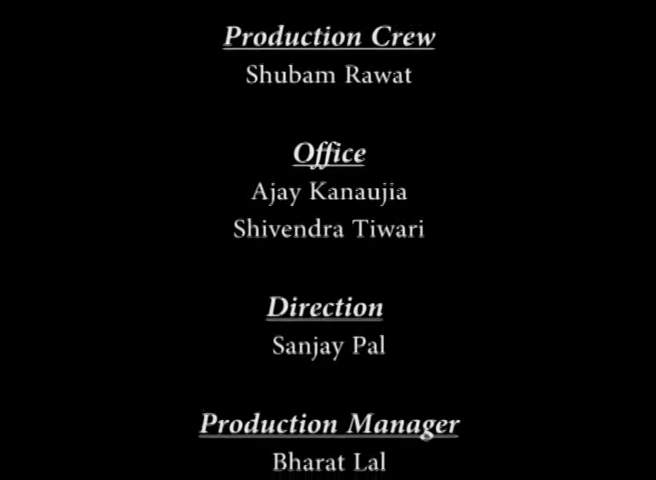 Production Crew
Shubam Rawat
Office
Ajay Kanaujia
Shivendra Tiwari
Direction
Sanjay Pal
Production Manager
Bharat Lal